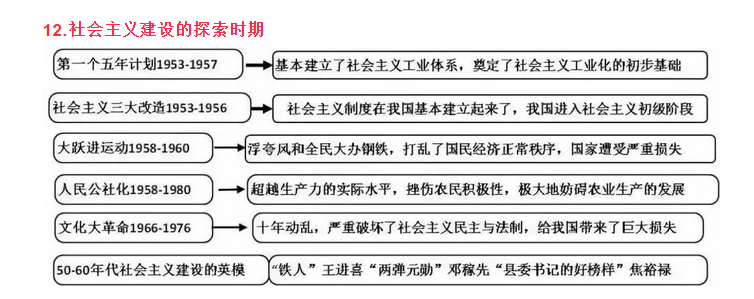 12.社会主义建设的探索时期
第一个五年计划1953-1957 基本建立了社会主义工业体系，奠定了社会主义工业化的初步基础
社会主义三大改造1953-1956 社会主义制度在我国基本建立起来了，我国进入社会主义初级阶段
大跃进运动1958-1960 浮夸风和全民大办钢铁，打乱了国民经济正常秩序，国家遭受严重损失
人民公社化1958-1980 超越生产力的实际水平，挫伤农民积极性，极大地妨碍农业生产的发展
文化大革命1966-1976 十年动乱，严重破坏了社会主义民主与法制，给我国带来了巨大损失
50-60年代社会主义建设的英模 “铁人”王进喜“两弹元勋”邓稼先“县委书记的好榜样”焦裕禄